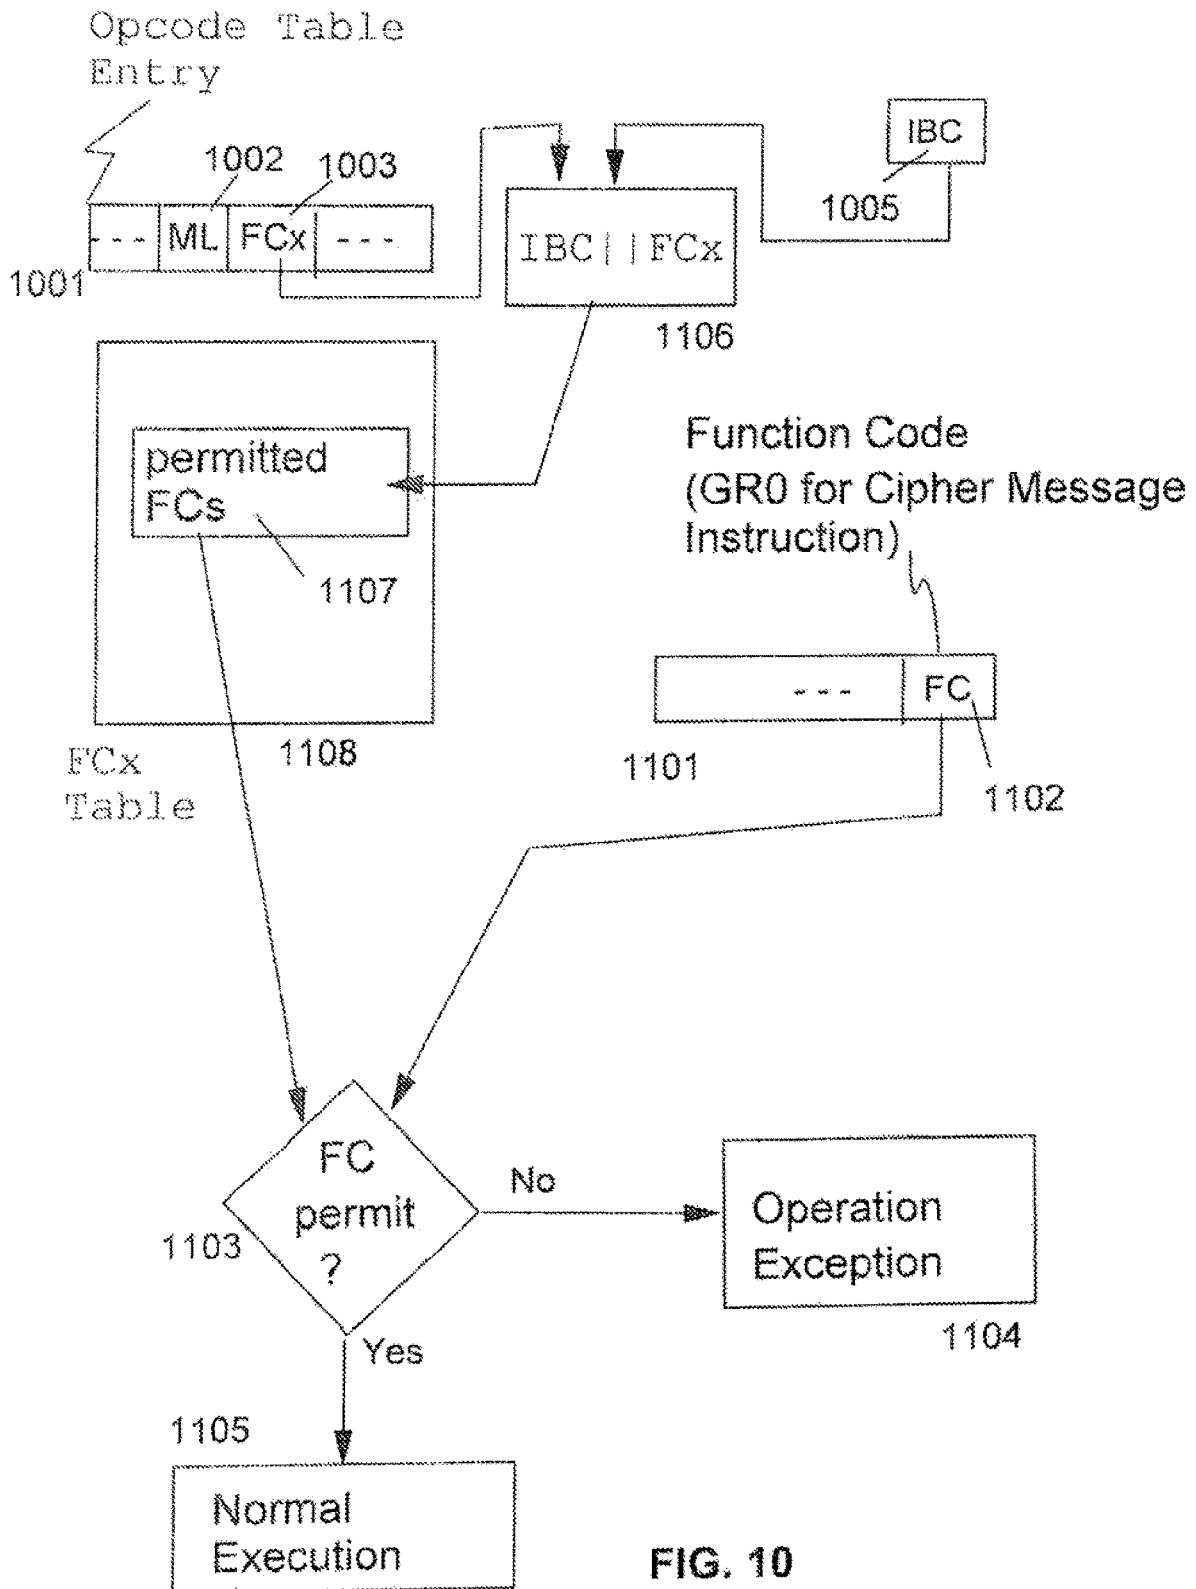 Opcode Table
Entry
1002
1003
IBC
1005
--- ML FCx ---
1001
IBC||FCx
1106
permitted
FCs
1107
Function Code
(GR0 for Cipher Message
Instruction)
--- FC
1108
1101
1102
FCx
Table
FC
permit
?
1103
No
Operation
Exception
1104
Yes
1105
Normal
Execution
FIG. 10